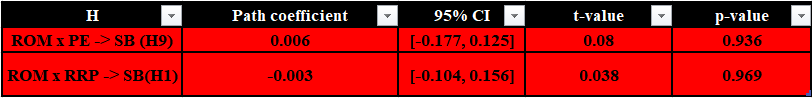 H Path coefficient 95% CI t-value p-value
ROM x PE -> SB (H9) 0.006 [-0.177, 0.125] 0.08 0.936
ROM x RRP -> SB(H1) -0.003 [-0.104, 0.156] 0.038 0.969